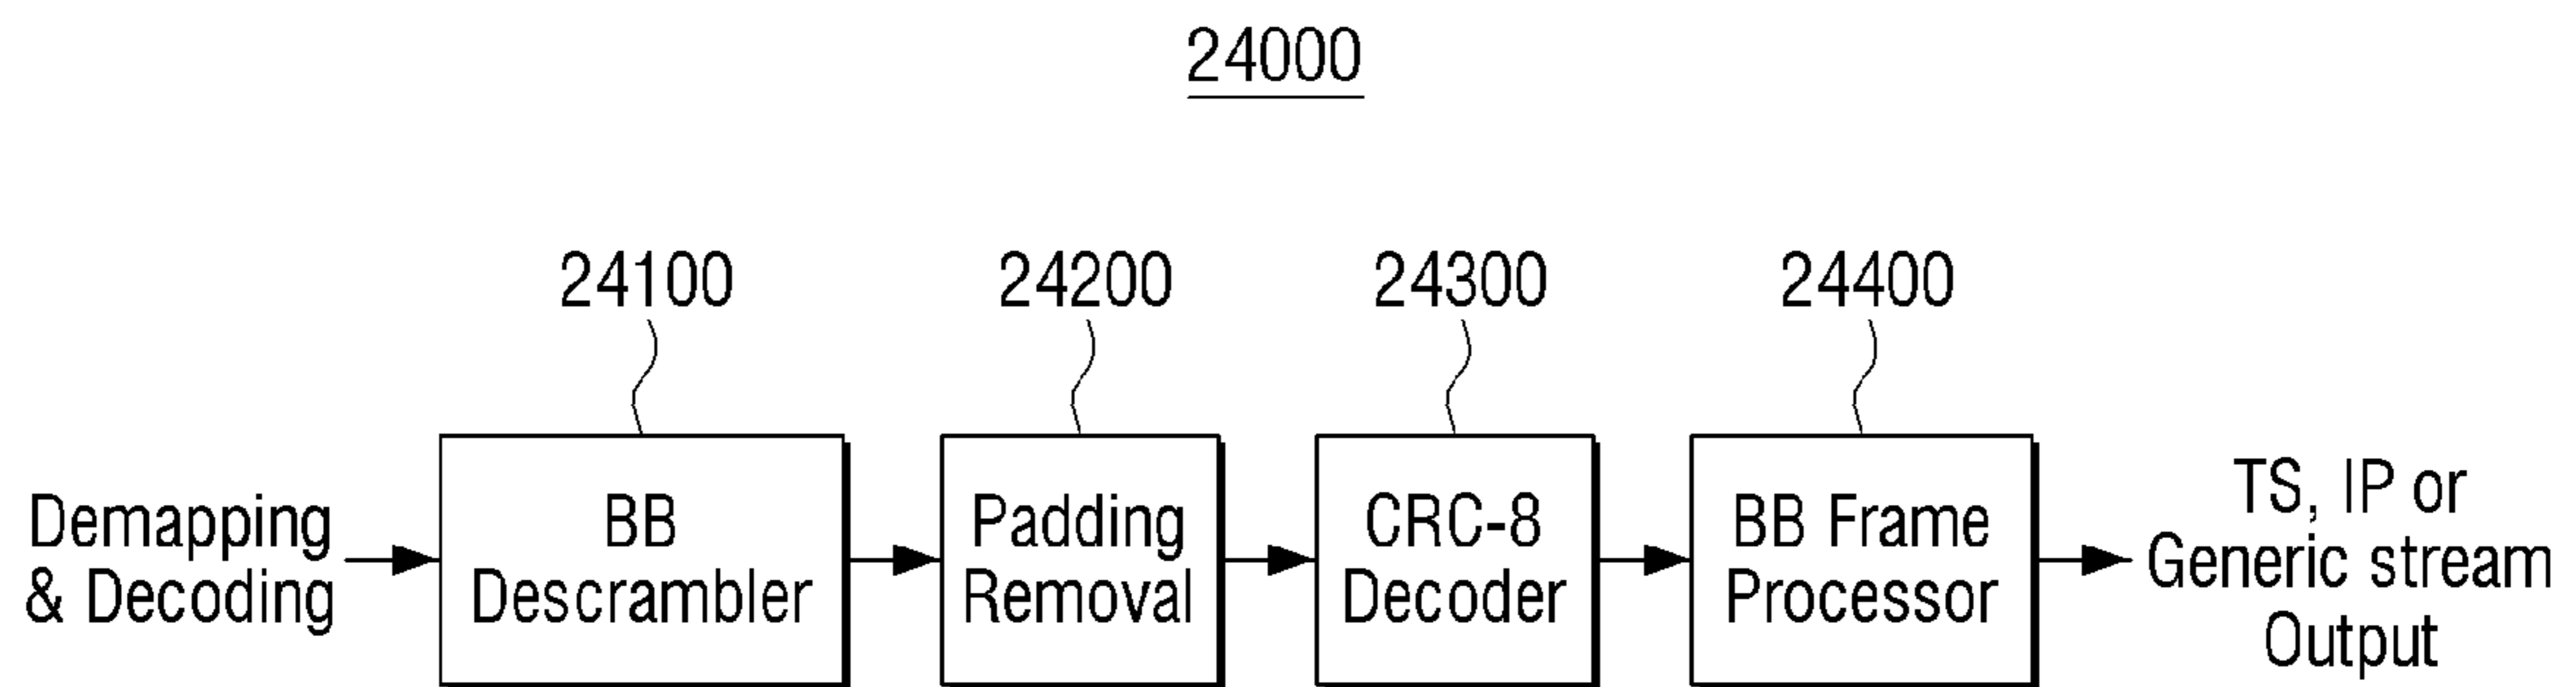 24000
24100
24200
24300
24400
Demapping
& Decoding
BB
Descrambler
Padding
Removal
CRC-8
Decoder
BB Frame
Processor
TS, IP or
Generic stream
Output